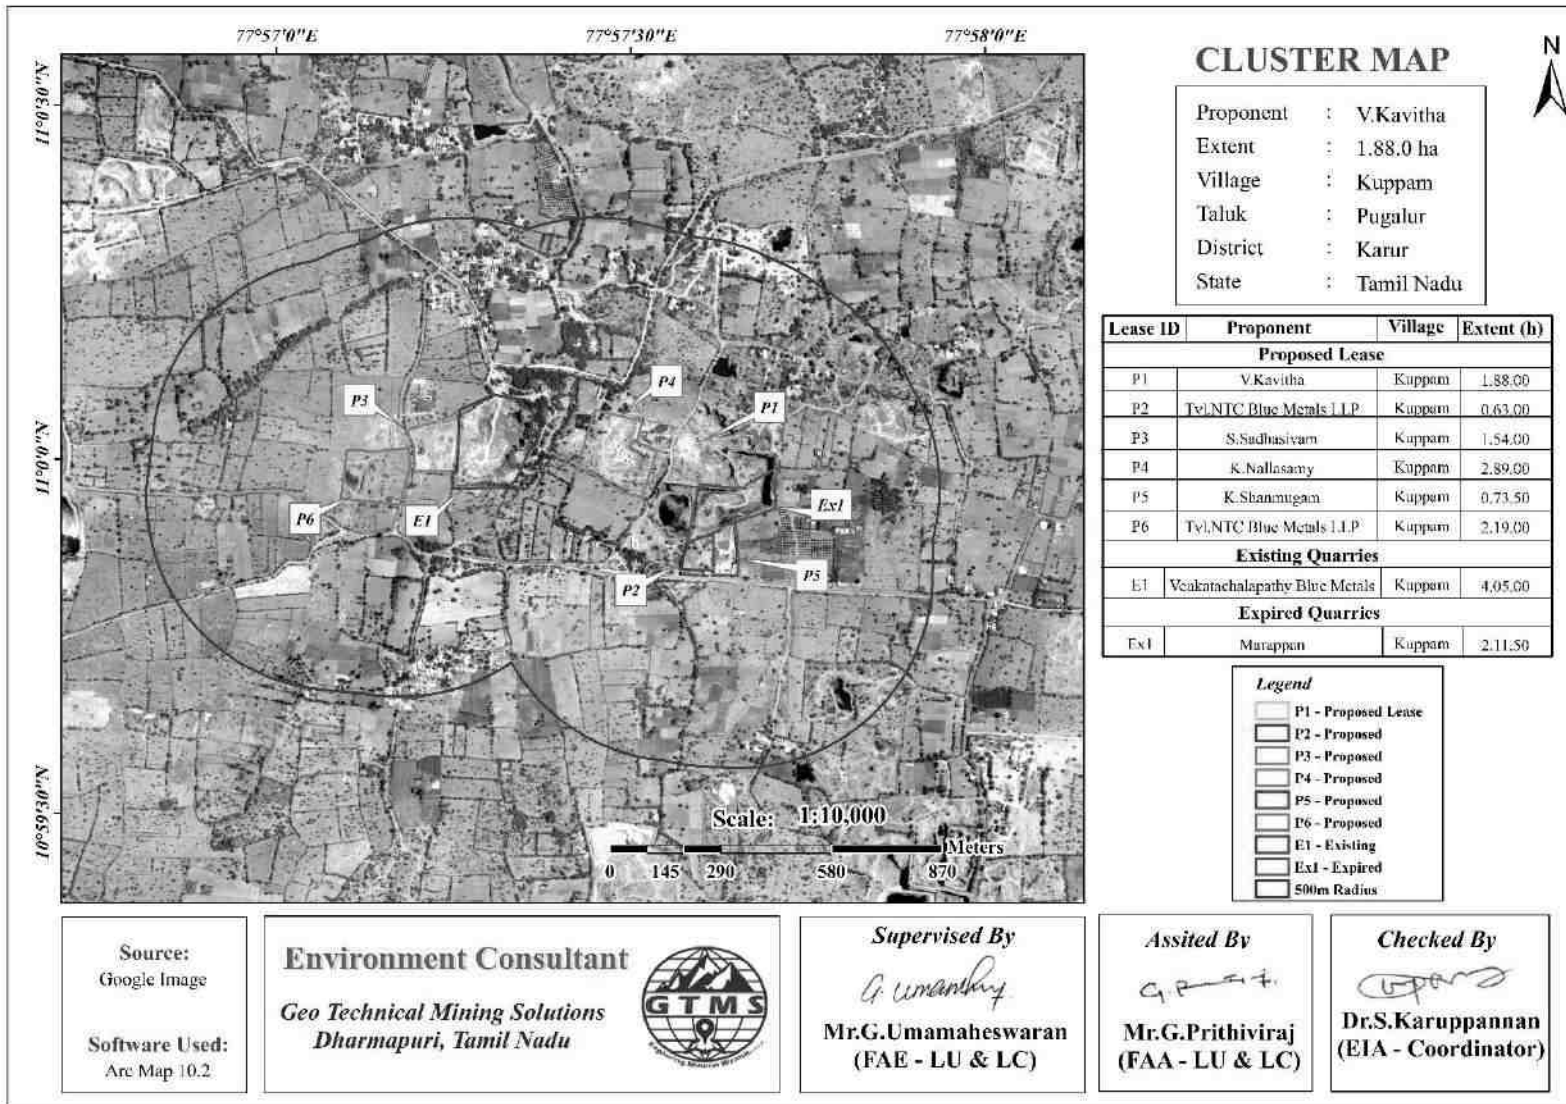 77°57'0"E 77°57'30"E 77°58'0"E
11°0'30"N
11°0'0"N
10°59'30"N
P3
P4
P1
P6
E1
Ex1
P2
P5
Scale: 1:10,000
Meters
0 145 290 580 870
CLUSTER MAP
N
Proponent : V.Kavitha
Extent : 1.88.0 ha
Village : Kuppam
Taluk : Pugalur
District : Karur
State : Tamil Nadu
Lease ID Proponent Village Extent (h)
Proposed Lease
P1 V.Kavitha Kuppam 1.88.00
P2 Tvl.NTC Blue Metals LLP Kuppam 0.63.00
P3 S.Sadhasivam Kuppam 1.54.00
P4 K.Nallasamy Kuppam 2.89.00
P5 K.Shanmugam Kuppam 0.73.50
P6 Tvl.NTC Blue Metals LLP Kuppam 2.19.00
Existing Quarries
E1 Venkatachalapathy Blue Metals Kuppam 4.05.00
Expired Quarries
Ex1 Marappan Kuppam 2.11.50
Legend
P1 - Proposed Lease
P2 - Proposed
P3 - Proposed
P4 - Proposed
P5 - Proposed
P6 - Proposed
E1 - Existing
Ex1 - Expired
500m Radius
Source:
Google Image
Software Used:
Arc Map 10.2
Environment Consultant
Geo Technical Mining Solutions
Dharmapuri, Tamil Nadu
GTMS
Supervised By
G. Umamhny
Mr.G.Umamaheswaran
(FAE - LU & LC)
Assited By
Mr.G.Prithiviraj
(FAA - LU & LC)
Checked By
Dr.S.Karuppannan
(EIA - Coordinator)